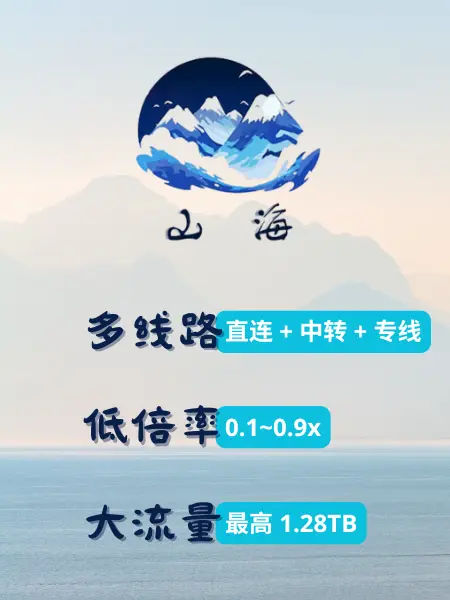 山 海
多线路 直连 + 中转 + 专线
低倍率 0.1~0.9x
大流量 最高 1.28TB